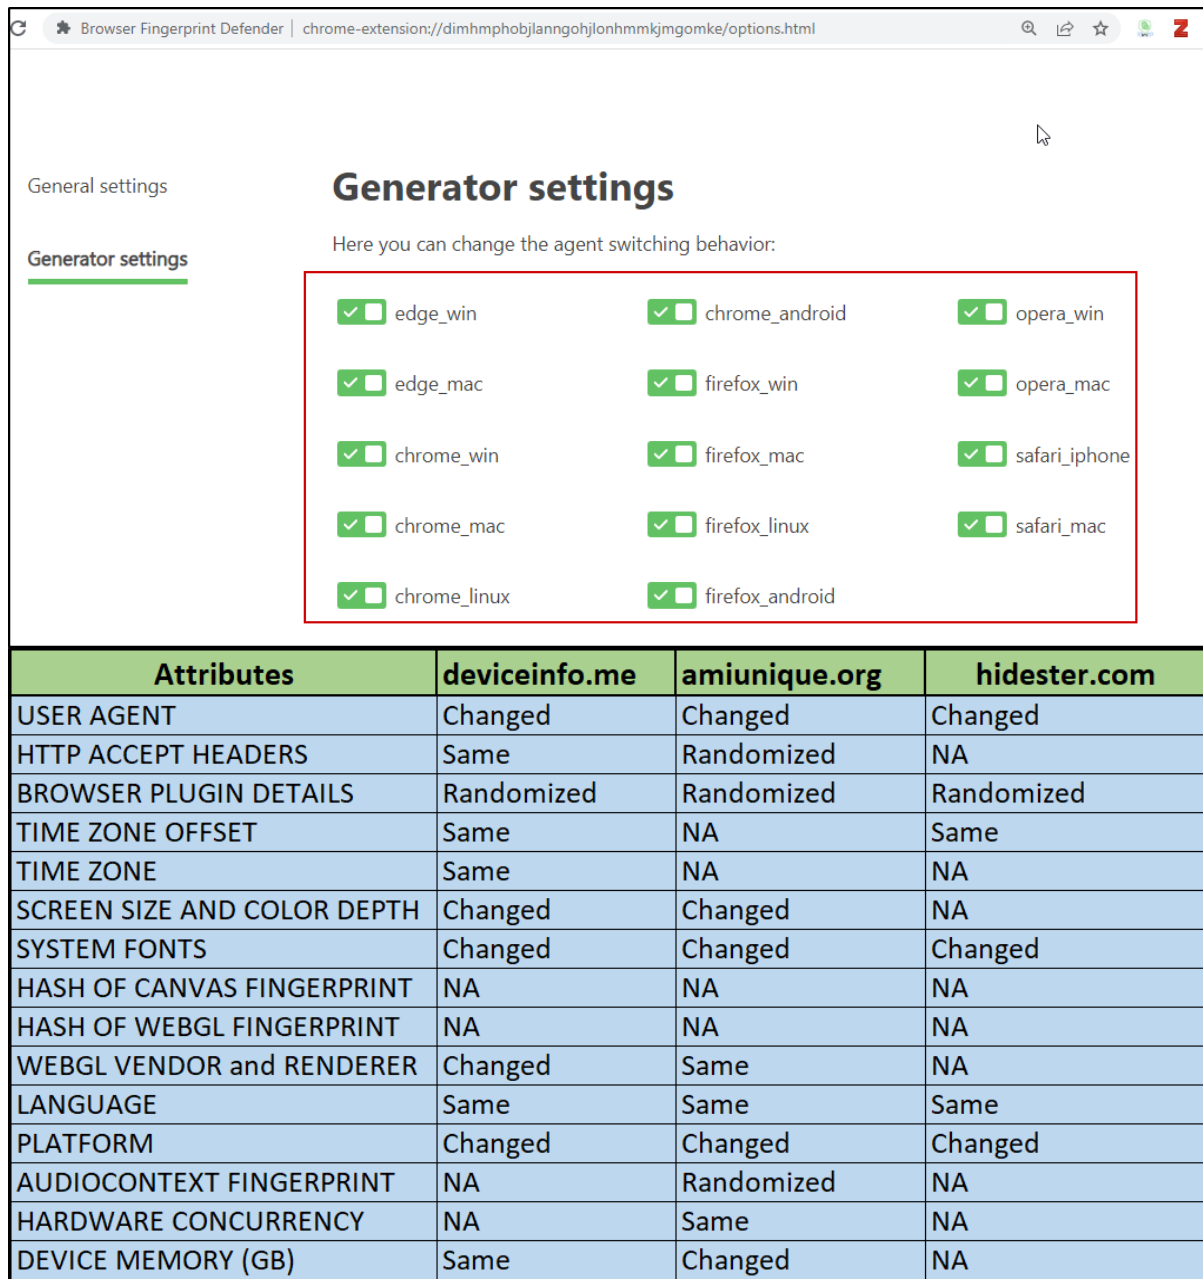 Browser Fingerprint Defender | chrome-extension://dimhmphobjlanngohjlonhmmkjmgomke/options.html
Z
General settings
Generator settings
Generator settings
Here you can change the agent switching behavior:
edge_win chrome_android opera_win
edge_mac firefox_win opera_mac
chrome_win firefox_mac safari_iphone
chrome_mac firefox_linux safari_mac
chrome_linux firefox_android
Attributes deviceinfo.me amiunique.org hidester.com
USER AGENT Changed Changed Changed
HTTP ACCEPT HEADERS Same Randomized NA
BROWSER PLUGIN DETAILS Randomized Randomized Randomized
TIME ZONE OFFSET Same NA Same
TIME ZONE Same NA NA
SCREEN SIZE AND COLOR DEPTH Changed Changed NA
SYSTEM FONTS Changed Changed Changed
HASH OF CANVAS FINGERPRINT NA NA NA
HASH OF WEBGL FINGERPRINT NA NA NA
WEBGL VENDOR and RENDERER Changed Same NA
LANGUAGE Same Same Same
PLATFORM Changed Changed Changed
AUDIOCONTEXT FINGERPRINT NA Randomized NA
HARDWARE CONCURRENCY NA Same NA
DEVICE MEMORY (GB) Same Changed NA